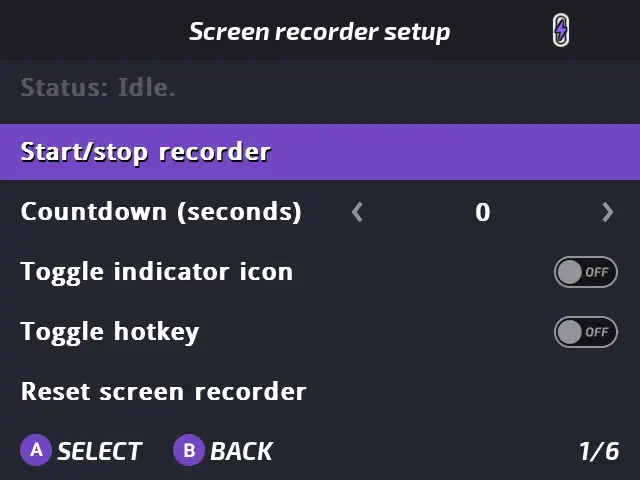 Screen recorder setup
Status: Idle.
Start/stop recorder
Countdown (seconds) 0
Toggle indicator icon OFF
Toggle hotkey OFF
Reset screen recorder
A SELECT B BACK 1/6